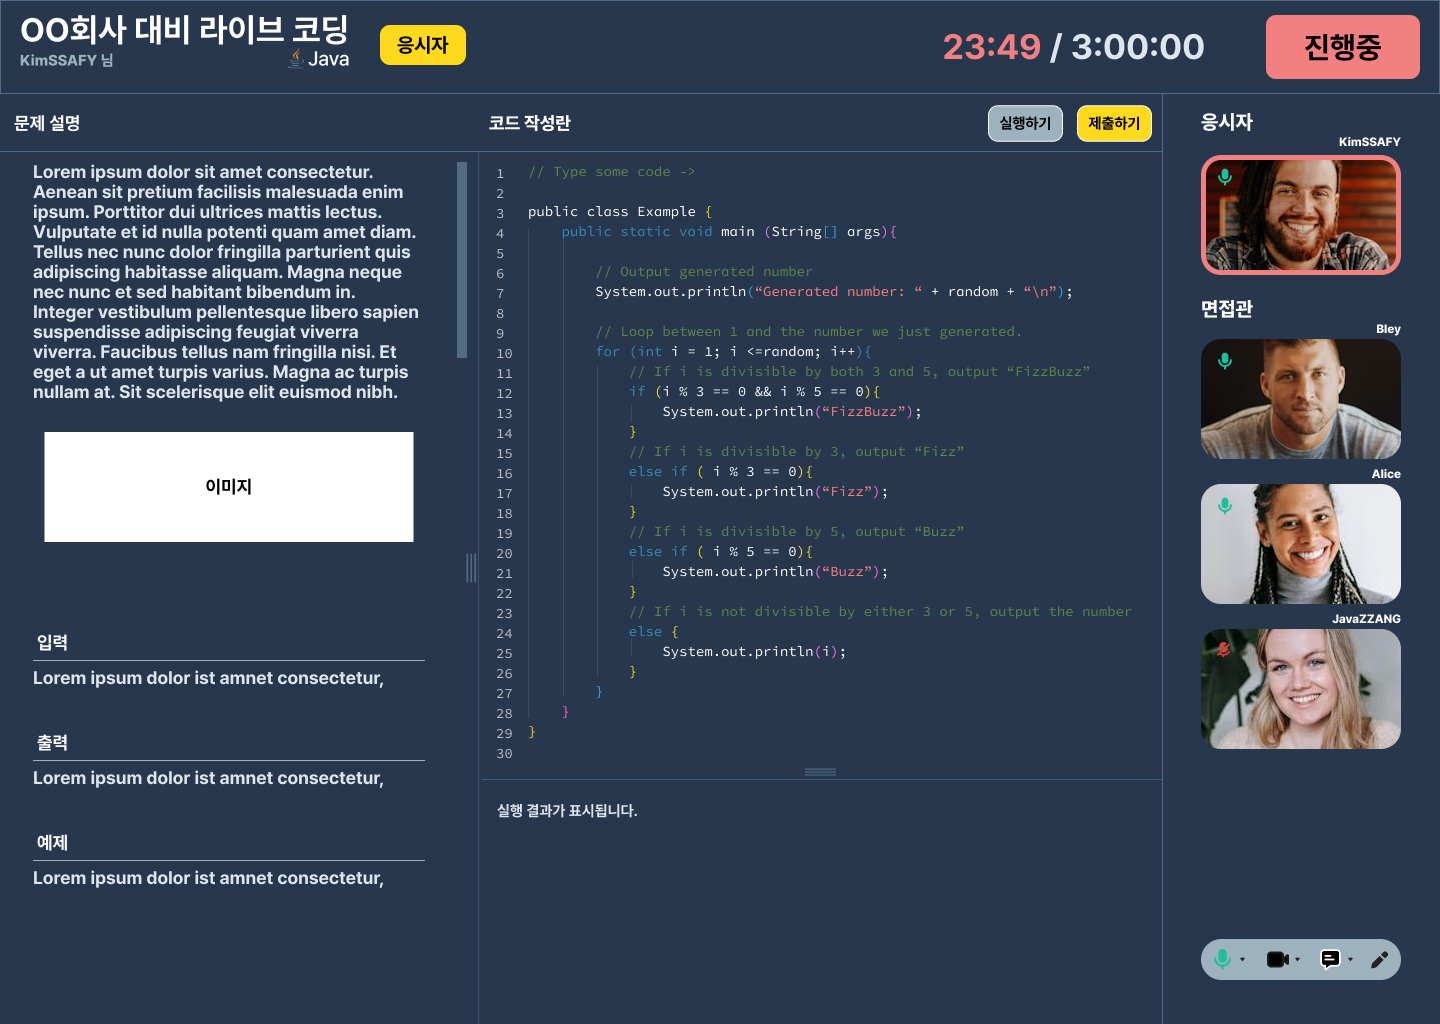 OO회사 대비 라이브 코딩
KimSSAFY 님
Java
응시자
23:49 / 3:00:00
진행중
문제 설명
Lorem ipsum dolor sit amet consectetur.
Aenean sit pretium facilisis malesuada enim
ipsum. Porttitor dui ultrices mattis lectus.
Vulputate et id nulla potenti quam amet diam.
Tellus nec nunc dolor fringilla parturient quis
adipiscing habitasse aliquam. Magna neque
nec nunc et sed habitant bibendum in.
Integer vestibulum pellentesque libero sapien
suspendisse adipiscing feugiat viverra
viverra. Faucibus tellus nam fringilla nisi. Et
eget a ut amet turpis varius. Magna ac turpis
nullam at. Sit scelerisque elit euismod nibh.
이미지
입력
Lorem ipsum dolor ist amnet consectetur,
출력
Lorem ipsum dolor ist amnet consectetur,
예제
Lorem ipsum dolor ist amnet consectetur,
코드 작성란
실행하기
제출하기
1 // Type some code ->
2
3 public class Example {
4 public static void main (String[] args){
5
6 // Output generated number
7 System.out.println(“Generated number: “ + random + “\n”);
8
9 // Loop between 1 and the number we just generated.
10 for (int i = 1; i <=random; i++){
11 // If i is divisible by both 3 and 5, output “FizzBuzz”
12 if (i % 3 == 0 && i % 5 == 0){
13 System.out.println(“FizzBuzz”);
14 }
15 // If i is divisible by 3, output “Fizz”
16 else if ( i % 3 == 0){
17 System.out.println(“Fizz”);
18 }
19 // If i is divisible by 5, output “Buzz”
20 else if ( i % 5 == 0){
21 System.out.println(“Buzz”);
22 }
23 // If i is not divisible by either 3 or 5, output the number
24 else {
25 System.out.println(i);
26 }
27 }
28 }
29 }
30
실행 결과가 표시됩니다.
응시자
KimSSAFY
면접관
Bley
Alice
JavaZZANG